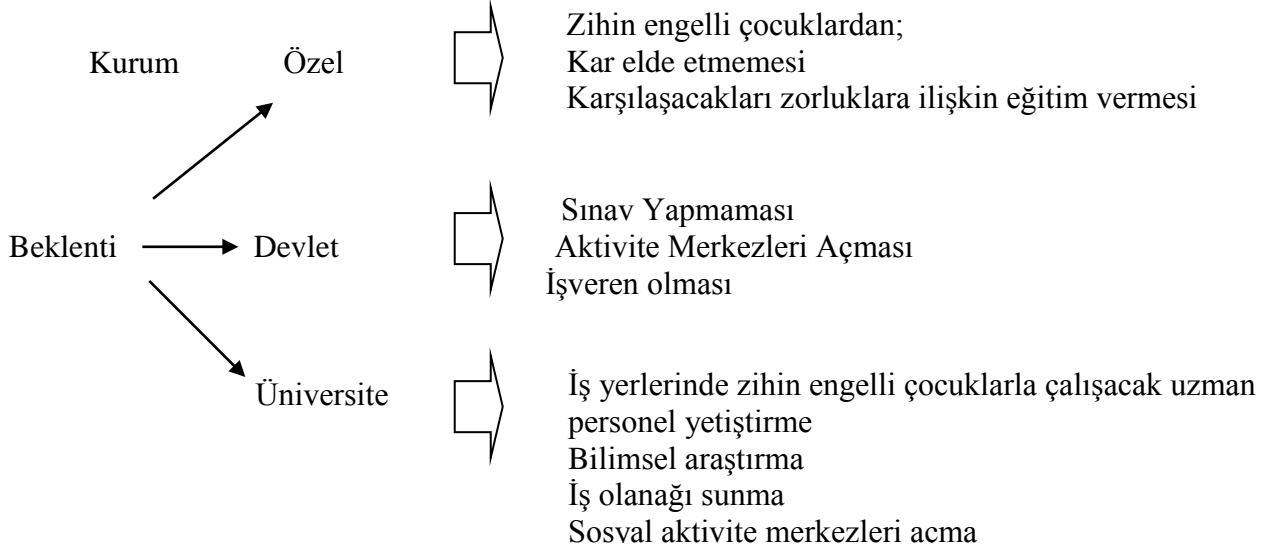 Kurum Özel
Zihin engelli çocuklardan;
Kar elde etmemesi
Karşılaşacakları zorluklara ilişkin eğitim vermesi
Beklenti Devlet
Sınav Yapmaması
Aktivite Merkezleri Açması
İşveren olması
Üniversite
İş yerlerinde zihin engelli çocuklarla çalışacak uzman
personel yetiştirme
Bilimsel araştırma
İş olanağı sunma
Sosyal aktivite merkezleri açma